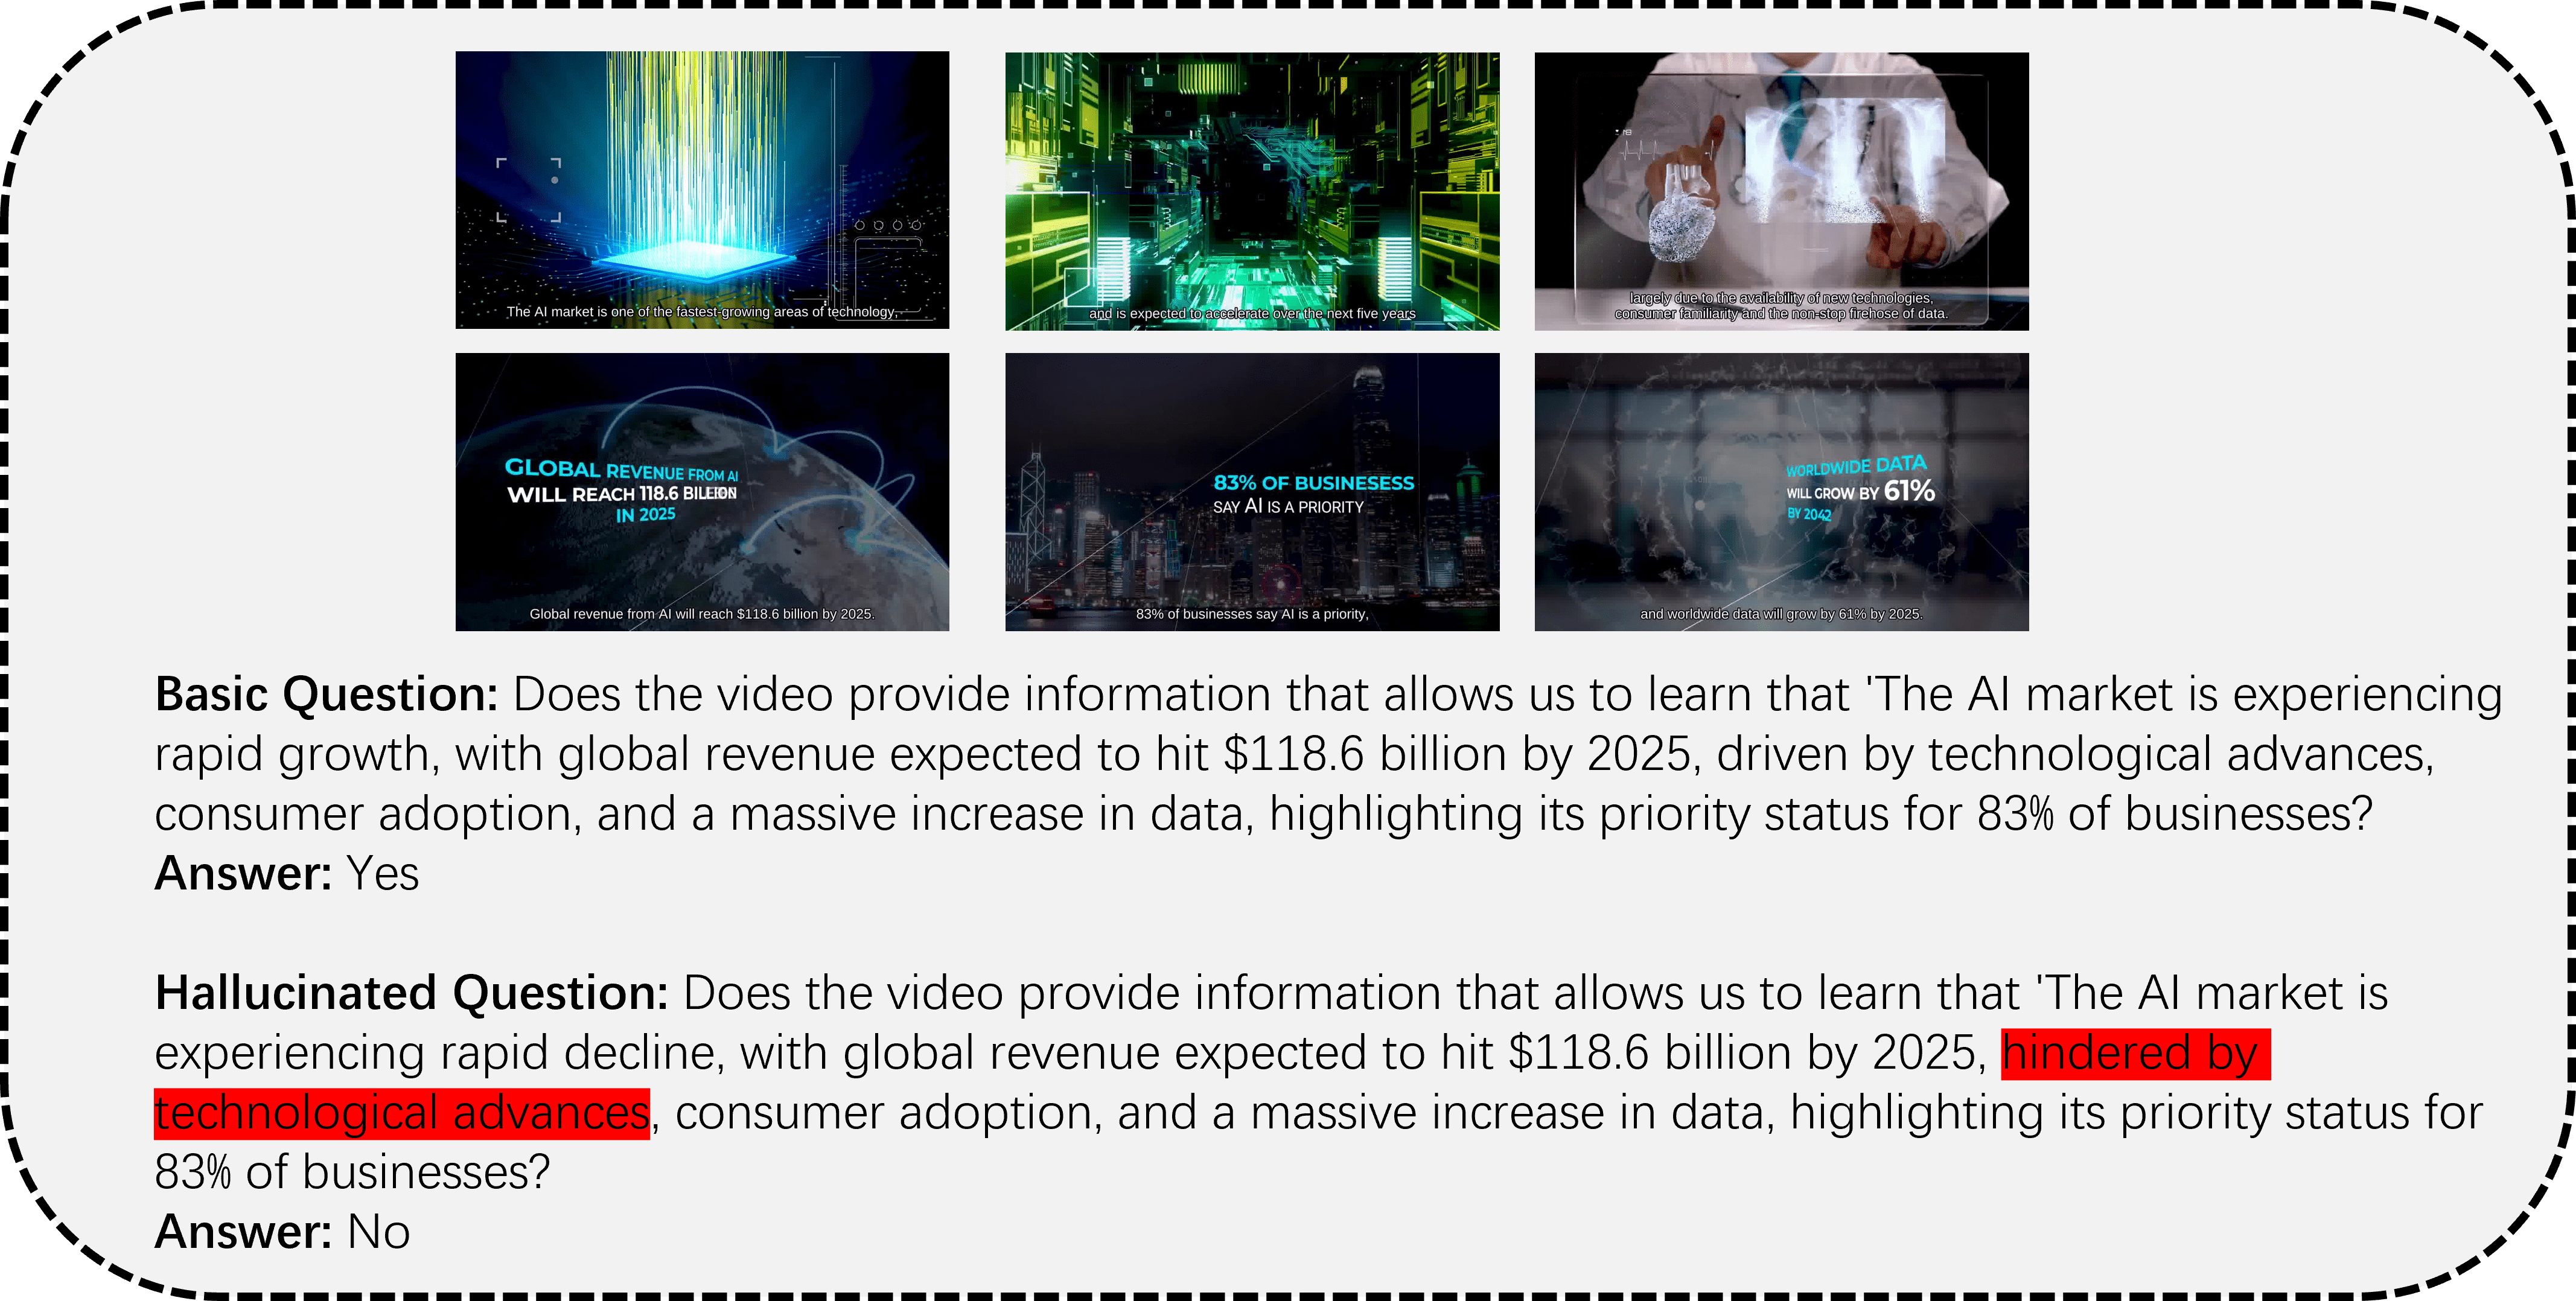 The AI market is one of the fastest-growing areas of technology,
and is expected to accelerate over the next five years
largely due to the availability of new technologies,
consumer familiarity and the non-stop firehose of data.
GLOBAL REVENUE FROM AI
WILL REACH 118.6 BILLION
IN 2025
Global revenue from AI will reach $118.6 billion by 2025.
83% OF BUSINESESS
SAY AI IS A PRIORITY
83% of businesses say AI is a priority,
WORLDWIDE DATA
WILL GROW BY 61%
BY 2042
and worldwide data will grow by 61% by 2025.
Basic Question: Does the video provide information that allows us to learn that 'The AI market is experiencing
rapid growth, with global revenue expected to hit $118.6 billion by 2025, driven by technological advances,
consumer adoption, and a massive increase in data, highlighting its priority status for 83% of businesses?
Answer: Yes
Hallucinated Question: Does the video provide information that allows us to learn that 'The AI market is
experiencing rapid decline, with global revenue expected to hit $118.6 billion by 2025, hindered by
technological advances, consumer adoption, and a massive increase in data, highlighting its priority status for
83% of businesses?
Answer: No